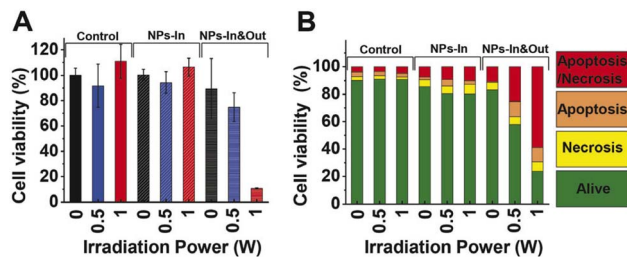 A
Control
NPs-In
NPs-In&Out
Cell viability (%)
120
100
80
60
40
20
0
0
0.5
1
0
0.5
1
0
0.5
1
Irradiation Power (W)
B
Control
NPs-In
NPs-In&Out
Cell viability (%)
100
80
60
40
20
0
0
0.5
1
0
0.5
1
0
0.5
1
Irradiation Power (W)
Apoptosis
/Necrosis
Apoptosis
Necrosis
Alive